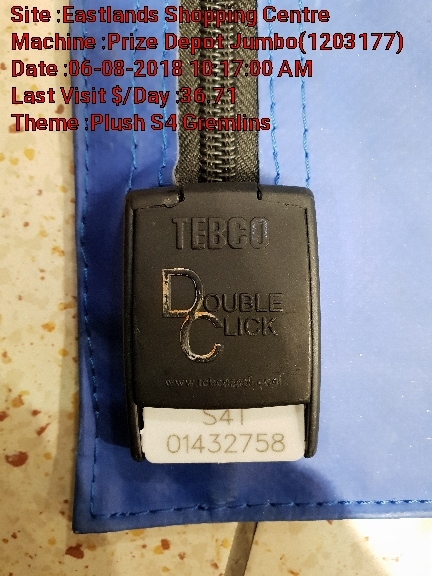 Site :Eastlands Shopping Centre
Machine :Prize Depot Jumbo(1203177)
Date :06-08-2018 10:17:00 AM
Last Visit $/Day :36.71
Theme :Plush S4 Gremlins
TEBCO
DOUBLE
CLICK
S4T
01432758